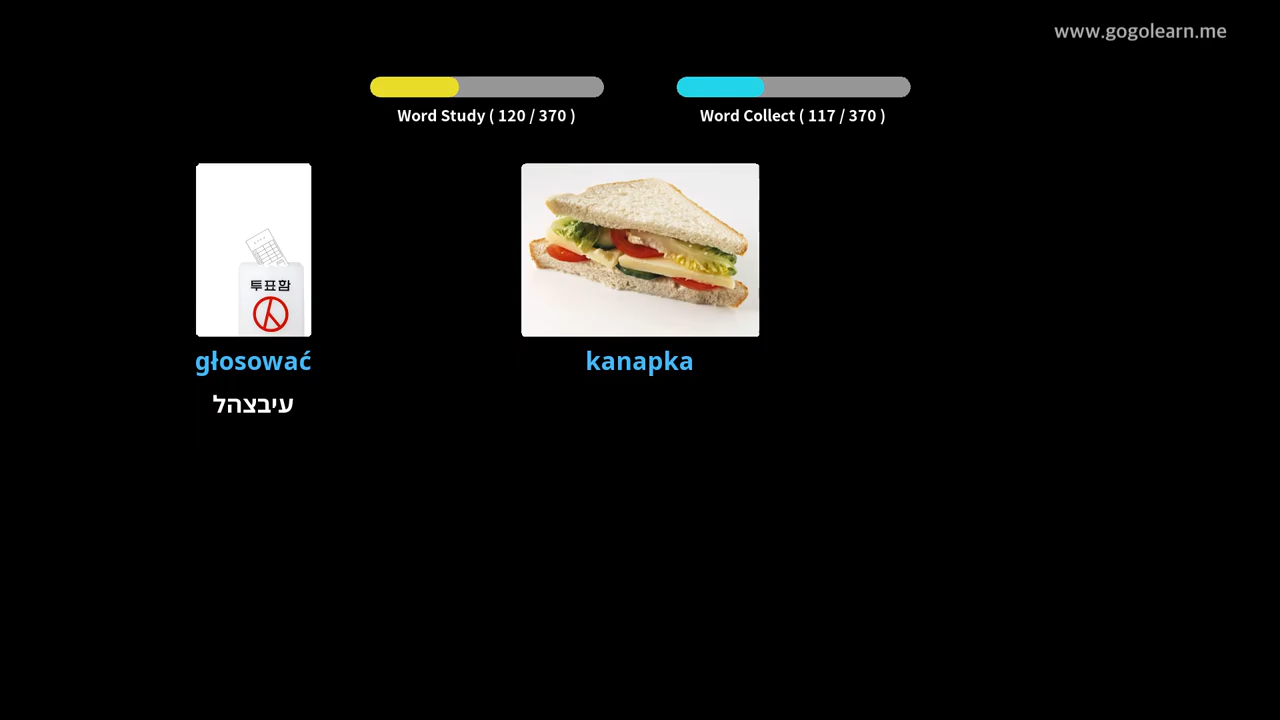 www.gogolearn.me
Word Study ( 120 / 370 )
Word Collect ( 117 / 370 )
투표함
głosować
kanapka
עיבצהל